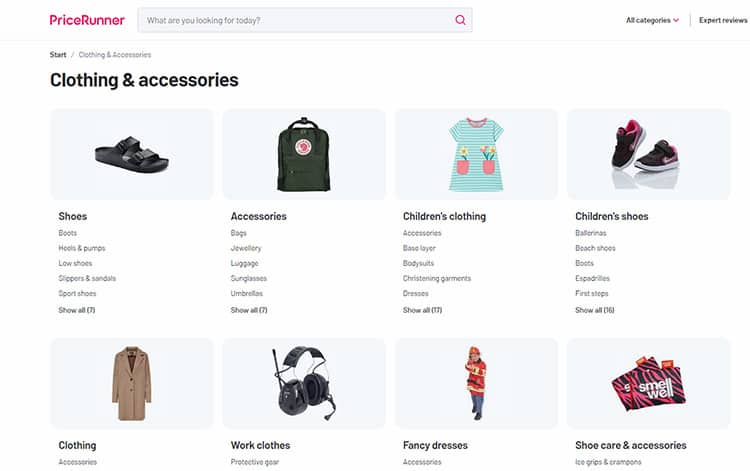 PriceRunner
What are you looking for today?
All categories
Expert reviews
Start / Clothing & Accessories
Clothing & accessories
Shoes
Boots
Heels & pumps
Low shoes
Slippers & sandals
Sport shoes
Show all (7)
Accessories
Bags
Jewellery
Luggage
Sunglasses
Umbrellas
Show all (7)
Children's clothing
Accessories
Base layer
Bodysuits
Christening garments
Dresses
Show all (17)
Children's shoes
Ballerinas
Beach shoes
Boots
Espadrilles
First steps
Show all (16)
smell
well
Clothing
Accessories
Work clothes
Protective gear
Fancy dresses
Accessories
Shoe care & accessories
Ice grips & crampons